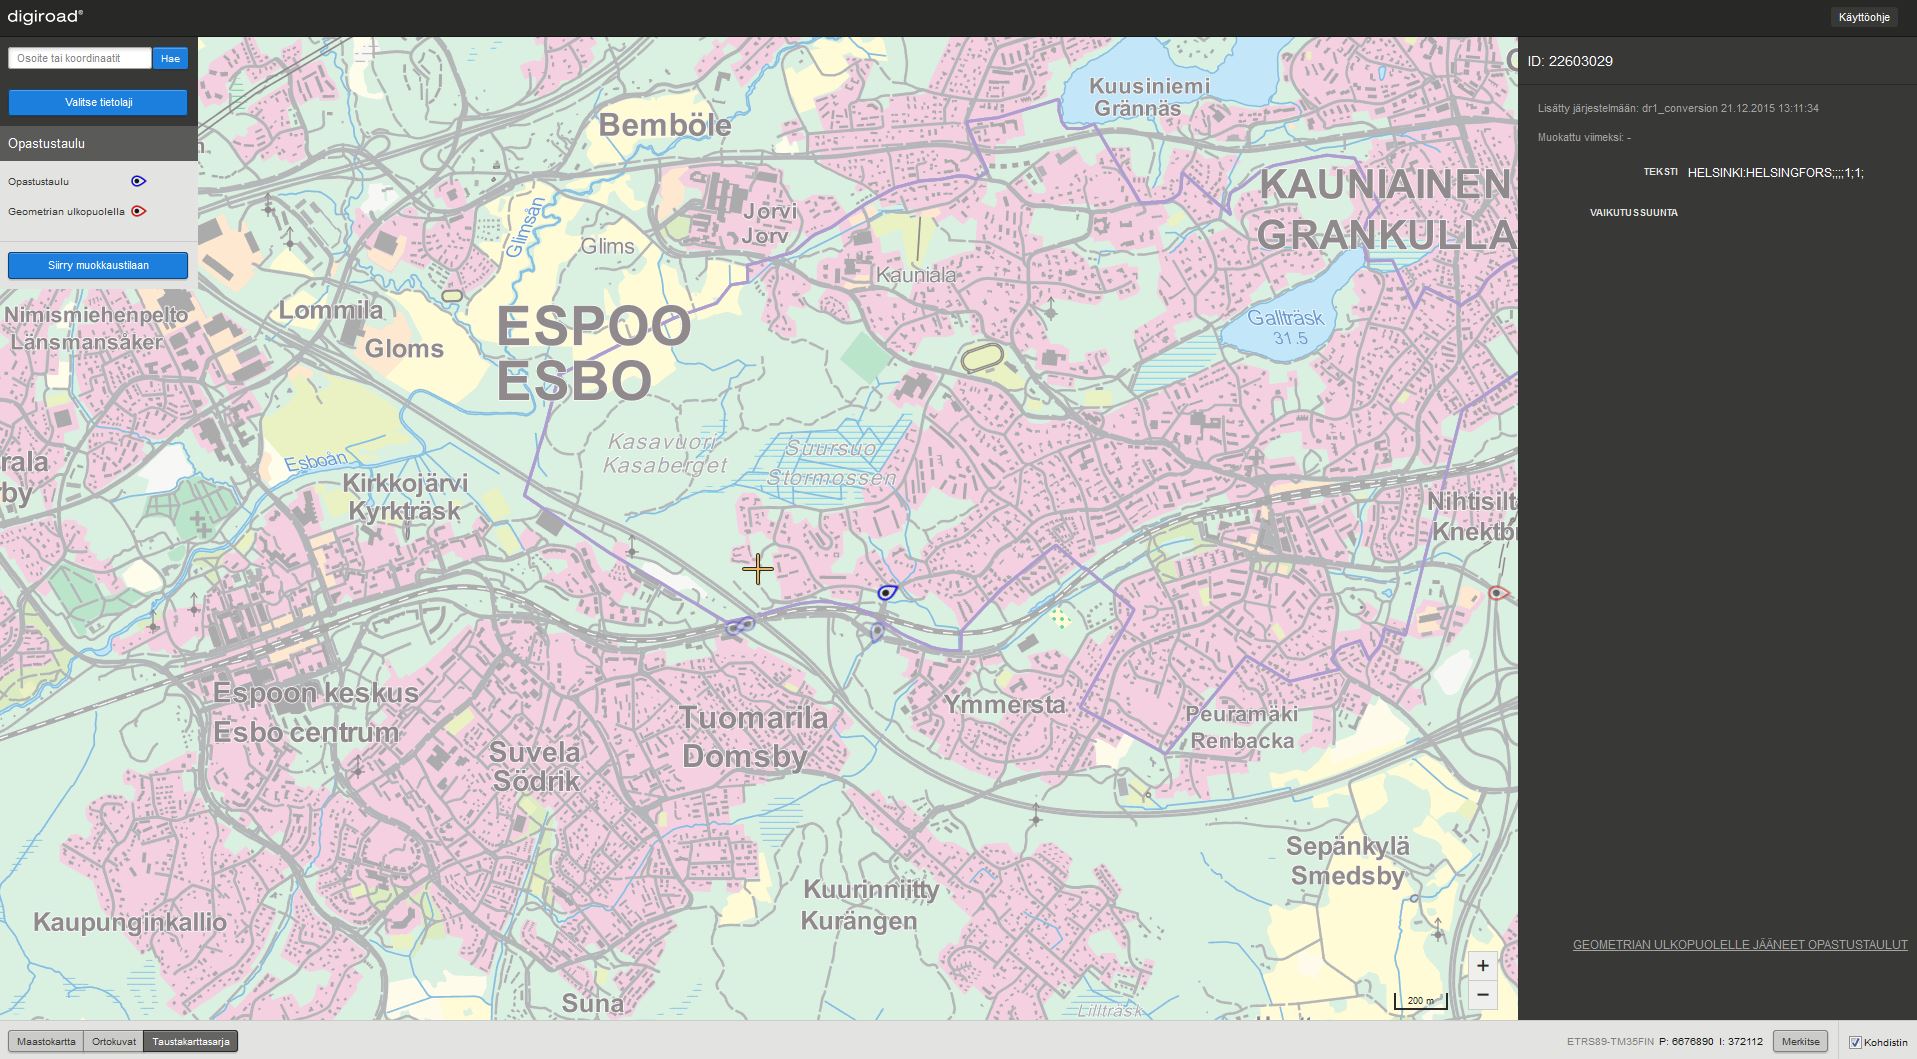 digiroad®
Käyttöohje
Osoite tai koordinaatit
Hae
Valitse tietolaji
Opastustaulu
Opastustaulu
Geometrian ulkopuolella
Siirry muokkaustilaan
ID: 22603029
Lisätty järjestelmään: dr1_conversion 21.12.2015 13:11:34
Muokattu viimeksi: -
TEKSTI HELSINKI:HELSINGFORS;;;;1;1;
VAIKUTUSSUUNTA
GEOMETRIAN ULKOPUOLELLE JÄÄNEET OPASTUSTAULUT
Kuusiniemi
Grännäs
Bemböle
KAUNIAINEN
GRANKULLA
Jorvi
Jorv
Glimsån
Glims
Kauniala
Lommila
Gloms
Nimismiehenpelto
Länsmansåker
ESPOO
ESBO
Gallträsk
31.5
Kasavuori
Kasaberget
Suursuo
Stormossen
Esboån
rala
by
Kirkkojärvi
Kyrkträsk
Nihtisilt
Knektbr
Espoon keskus
Esbo centrum
Tuomarila
Domsby
Ymmersta
Peuramäki
Renbacka
Suvela
Södrik
Sepänkylä
Smedsby
Kuurinniitty
Kurängen
Kaupunginkallio
Suna
Lillträsk
+
−
200 m
Maastokartta
Ortokuvat
Taustakarttasarja
ETRS89-TM35FIN P: 6676890 I: 372112
Merkitse
Kohdistin